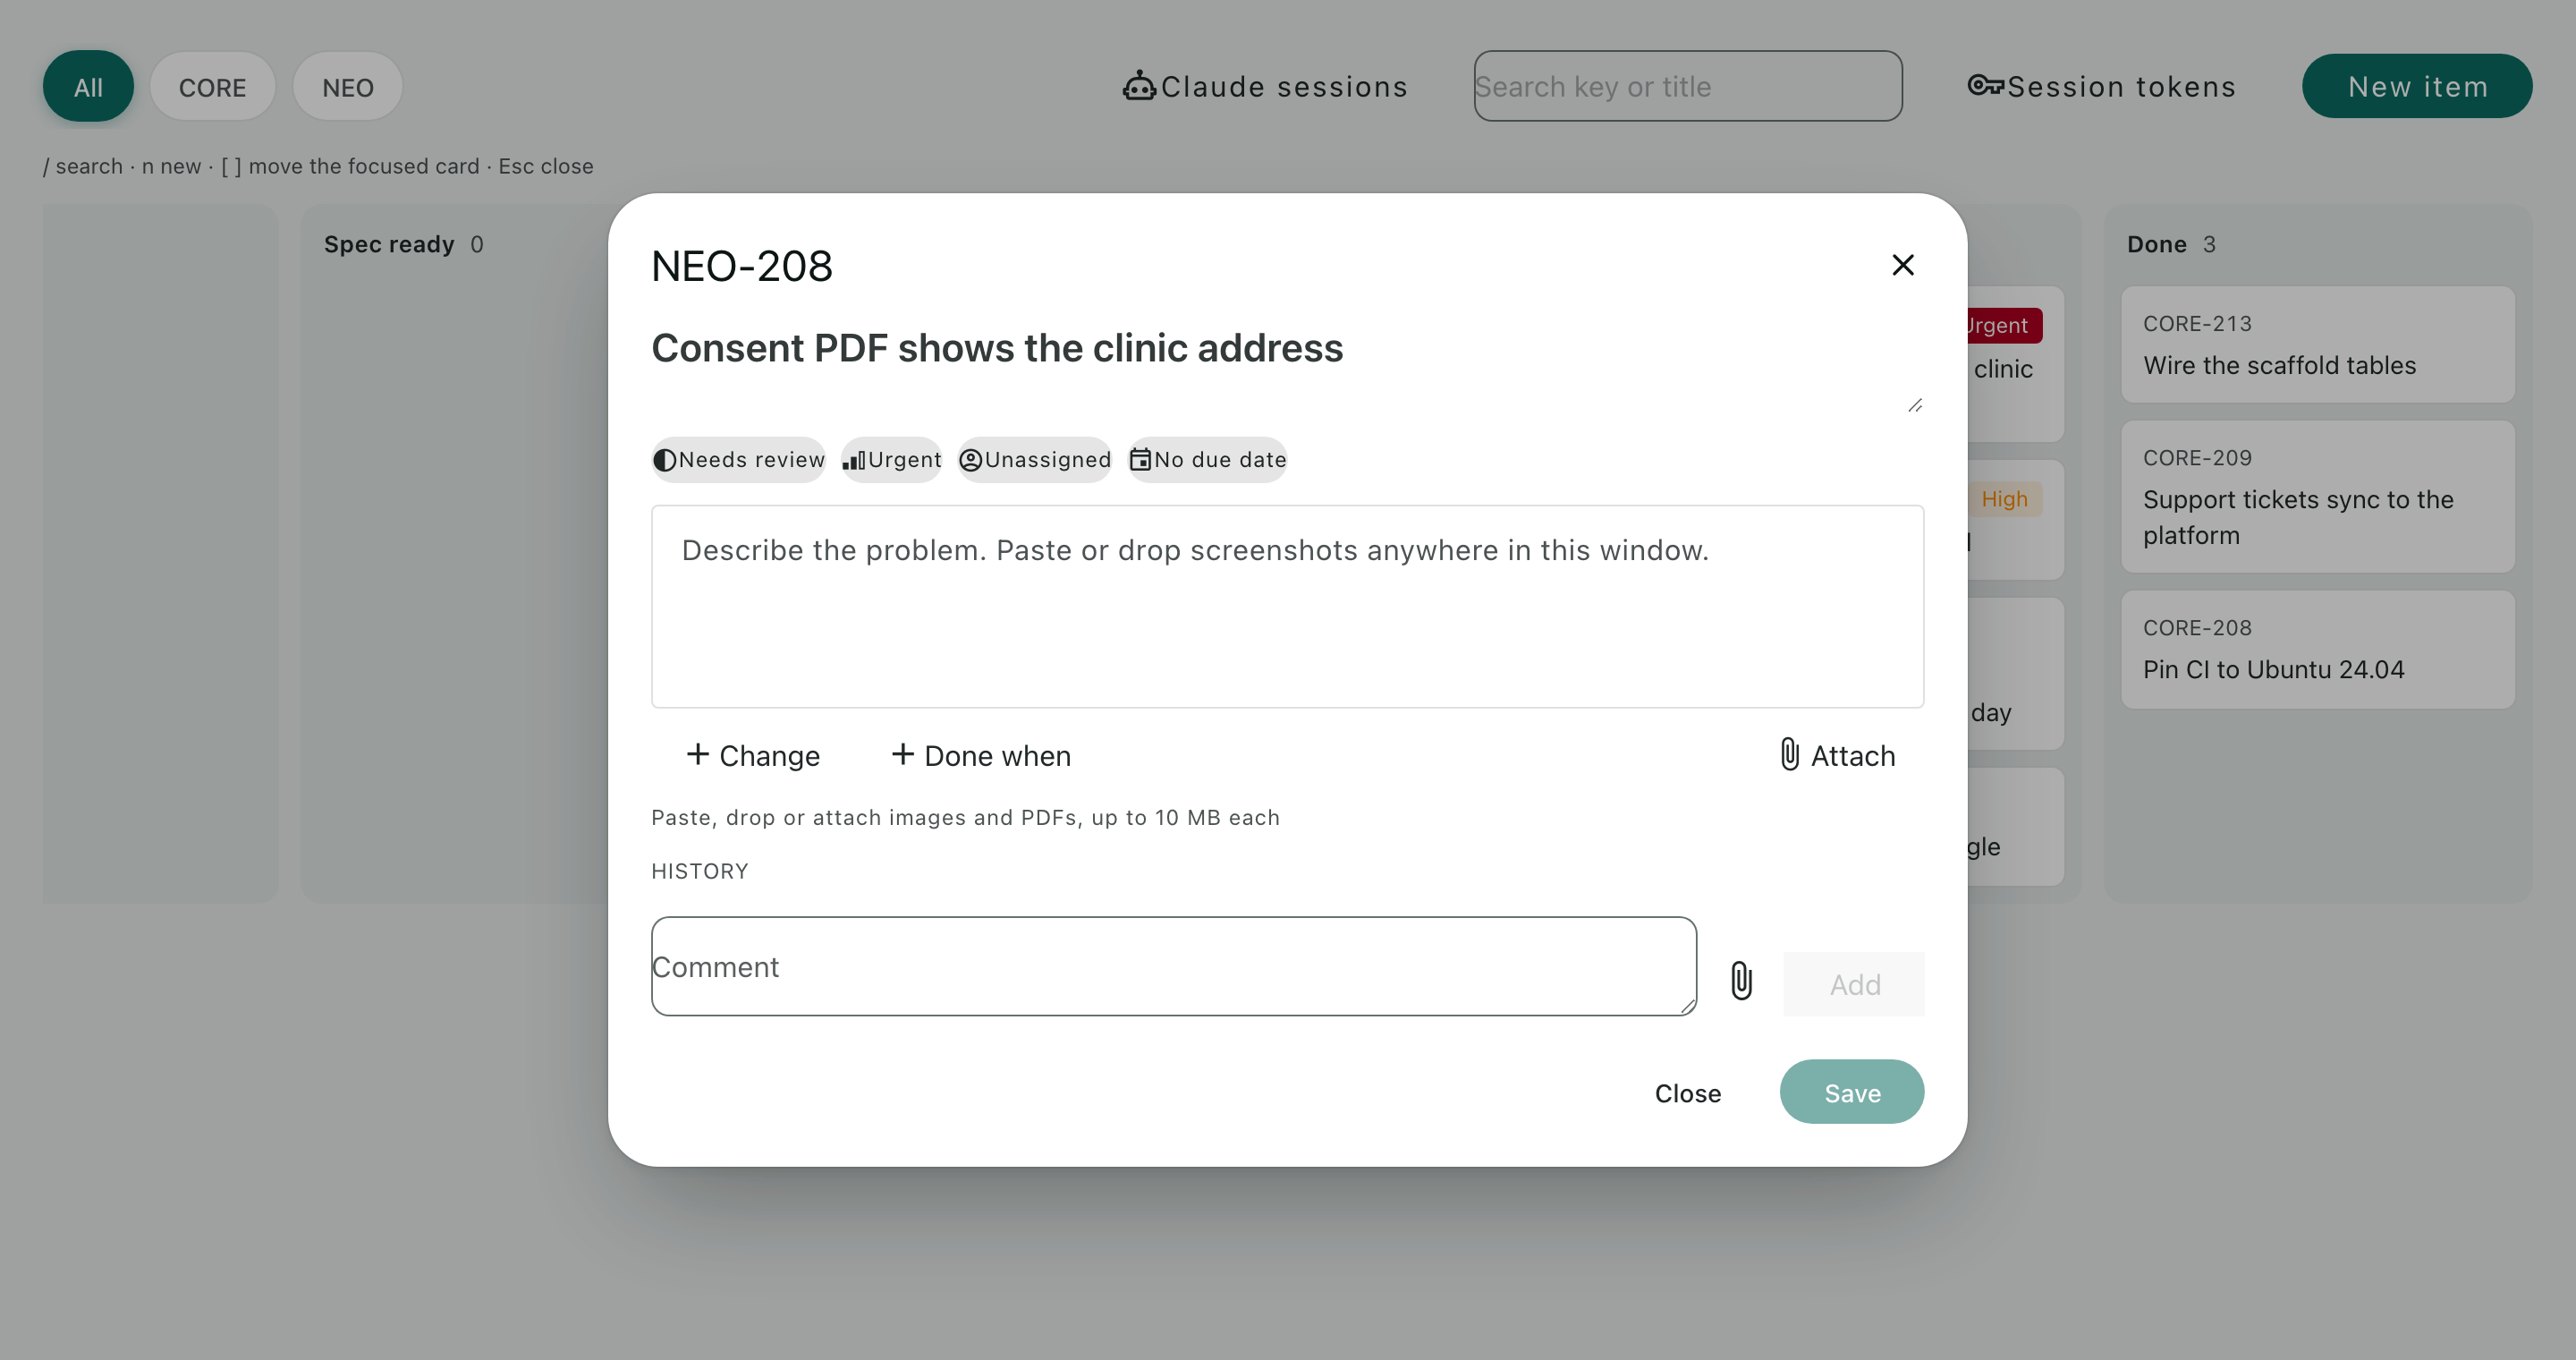 All
CORE
NEO
Claude sessions
Search key or title
Session tokens
New item
/ search · n new · [ ] move the focused card · Esc close
Spec ready 0
NEO-208
Consent PDF shows the clinic address
Needs review
Urgent
Unassigned
No due date
Describe the problem. Paste or drop screenshots anywhere in this window.
+ Change
+ Done when
Attach
Paste, drop or attach images and PDFs, up to 10 MB each
HISTORY
Comment
Add
Close
Save
Urgent
clinic
High
day
Done 3
CORE-213
Wire the scaffold tables
CORE-209
Support tickets sync to the
platform
CORE-208
Pin CI to Ubuntu 24.04